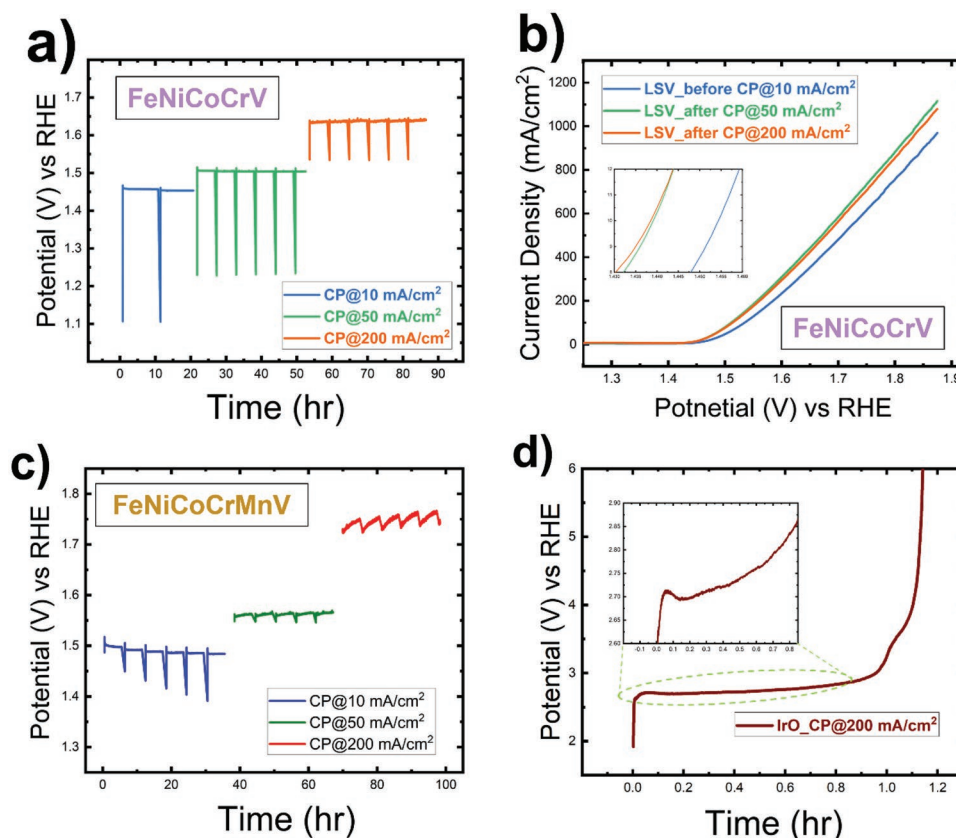 a)
FeNiCoCrV
Potential (V) vs RHE
1.7
1.6
1.5
1.4
1.3
1.2
1.1
CP@10 mA/cm²
CP@50 mA/cm²
CP@200 mA/cm²
0 10 20 30 40 50 60 70 80 90
Time (hr)
b)
Current Density (mA/cm²)
1200
1000
800
600
400
200
0
LSV_before CP@10 mA/cm²
LSV_after CP@50 mA/cm²
LSV_after CP@200 mA/cm²
FeNiCoCrV
1.3 1.4 1.5 1.6 1.7 1.8 1.9
Potnetial (V) vs RHE
c)
FeNiCoCrMnV
Potential (V) vs RHE
1.8
1.7
1.6
1.5
1.4
1.3
CP@10 mA/cm²
CP@50 mA/cm²
CP@200 mA/cm²
0 20 40 60 80 100
Time (hr)
d)
Potential (V) vs RHE
6
5
4
3
2
2.90
2.85
2.80
2.75
2.70
2.65
2.60
-0.1 0.0 0.1 0.2 0.3 0.4 0.5 0.6 0.7 0.8
IrO_CP@200 mA/cm²
0.0 0.2 0.4 0.6 0.8 1.0 1.2
Time (hr)